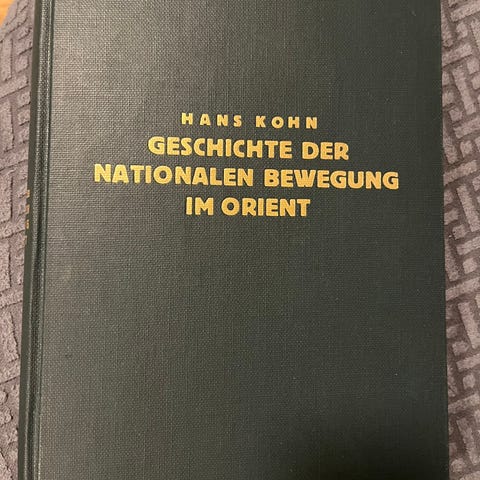 HANS KOHN
GESCHICHTE DER
NATIONALEN BEWEGUNG
IM ORIENT